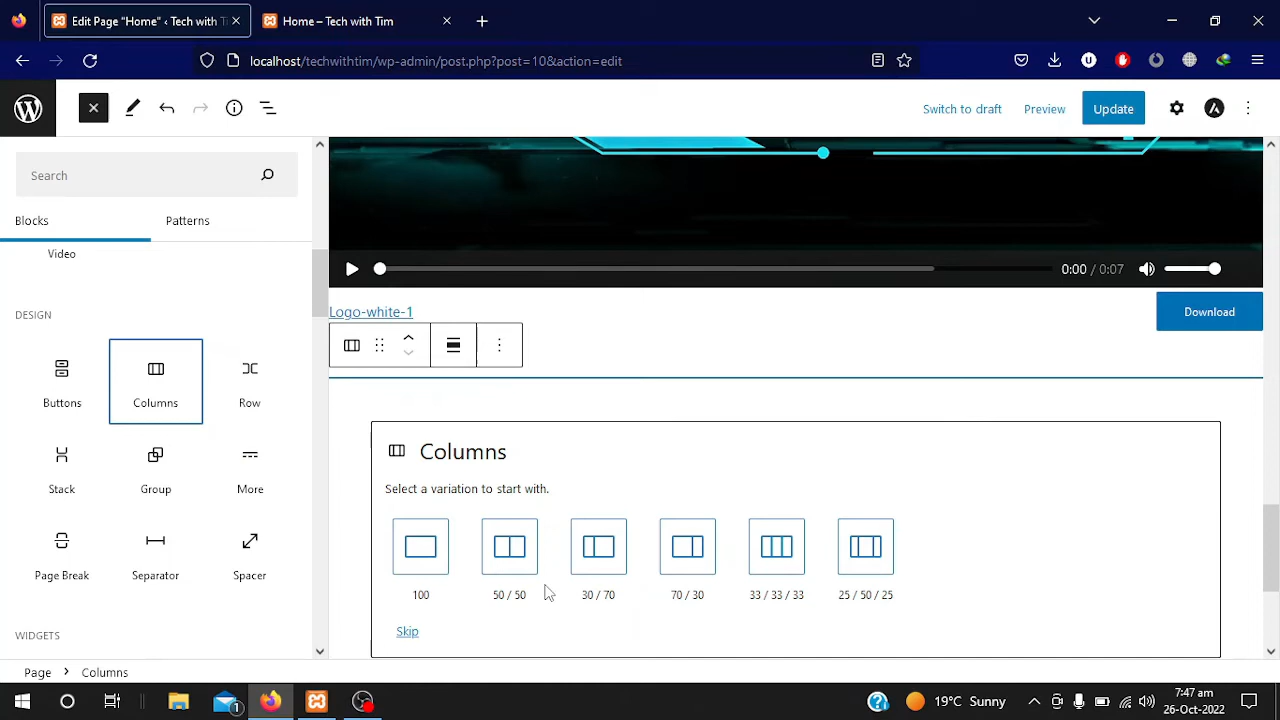 Edit Page "Home" ‹ Tech with Ti
Home – Tech with Tim
localhost/techwithtim/wp-admin/post.php?post=10&action=edit
Switch to draft
Preview
Update
Search
Blocks
Patterns
Video
DESIGN
Buttons
Columns
Row
Stack
Group
More
Page Break
Separator
Spacer
WIDGETS
0:00 / 0:07
Logo-white-1
Download
Columns
Select a variation to start with.
100
50 / 50
30 / 70
70 / 30
33 / 33 / 33
25 / 50 / 25
Skip
Page > Columns
1
19°C Sunny
7:47 am
26-Oct-2022